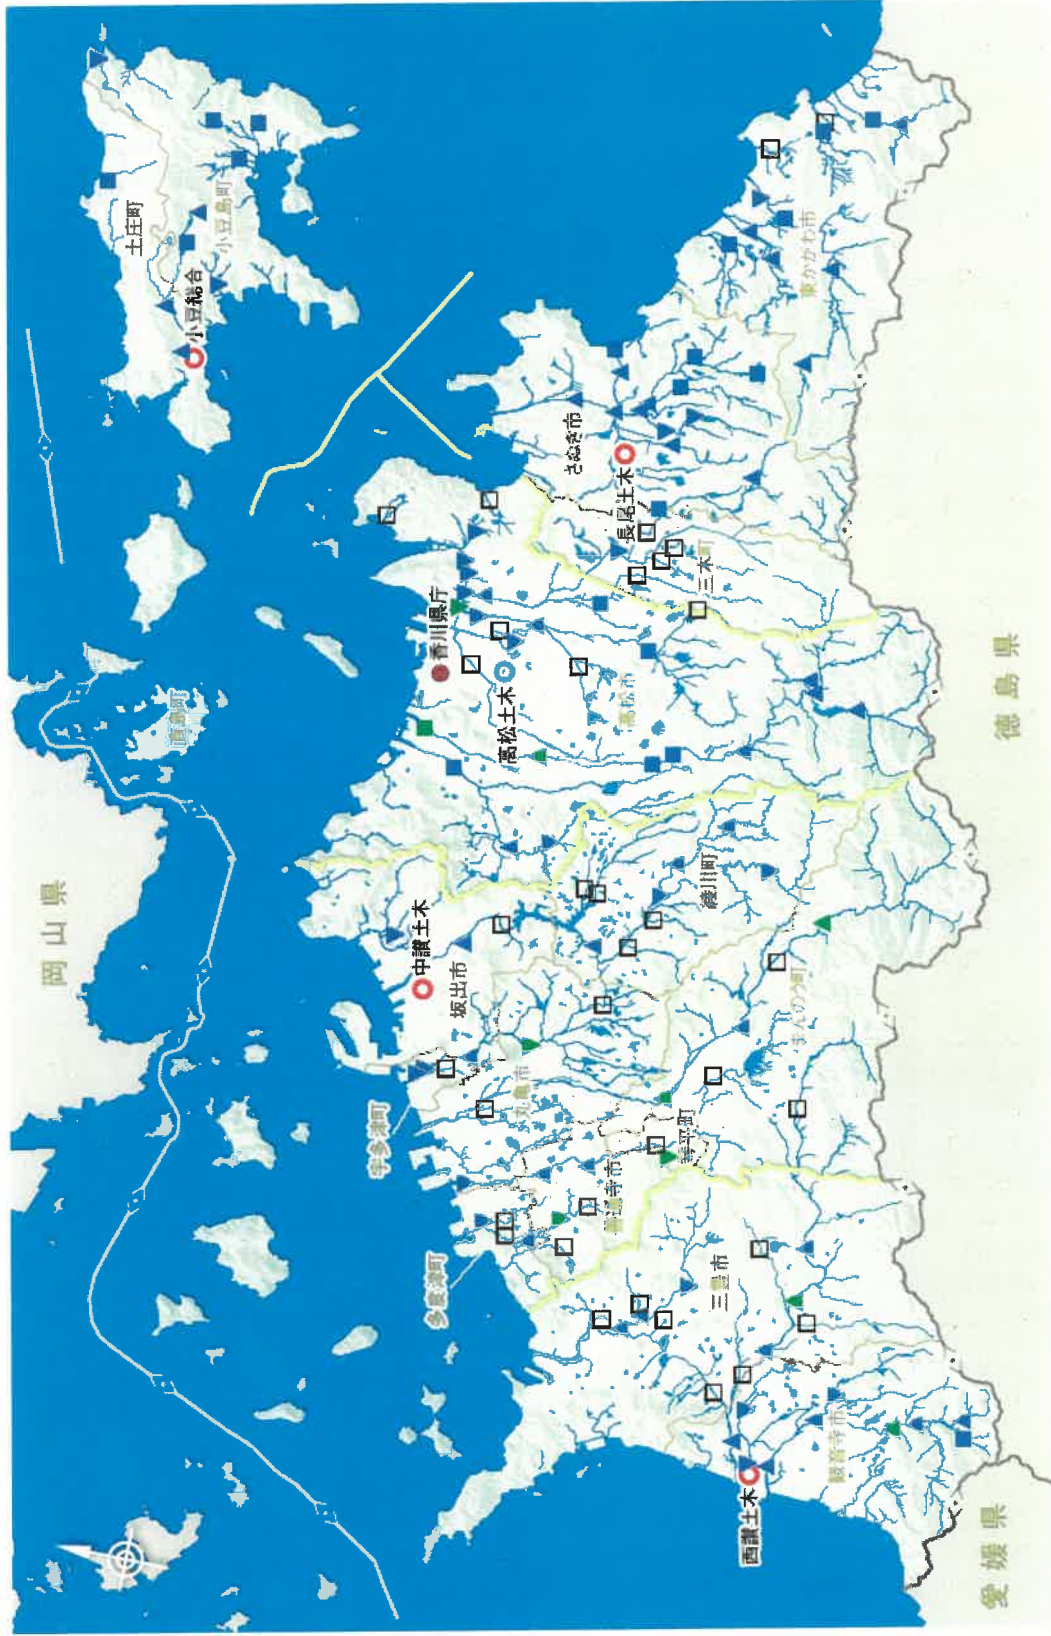 岡山県
土庄町
小豆島町
小豆総合
直島町
香川県庁
高松土木
高松市
さぬき市
長尾土木
三木町
東かがわ市
中讃土木
坂出市
綾川町
宇多津町
丸亀市
まんのう町
多度津町
善通寺市
琴平町
三豊市
西讃土木
観音寺市
徳島県
愛媛県